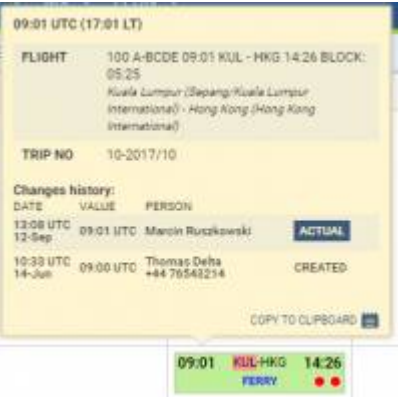 09:01 UTC (17:01 LT)
FLIGHT 100 A-BCDE 09:01 KUL - HKG 14:26 BLOCK:
05:25
Kuala Lumpur (Sepang/Kuala Lumpur
International) - Hong Kong (Hong Kong
International)
TRIP NO 10-2017/10
Changes history:
DATE VALUE PERSON
13:08 UTC
12-Sep 09:01 UTC Marcin Ruszkowski ACTUAL
10:33 UTC
14-Jun 09:00 UTC Thomas Delta
+44 76543214 CREATED
COPY TO CLIPBOARD
09:01 KUL-HKG 14:26
FERRY